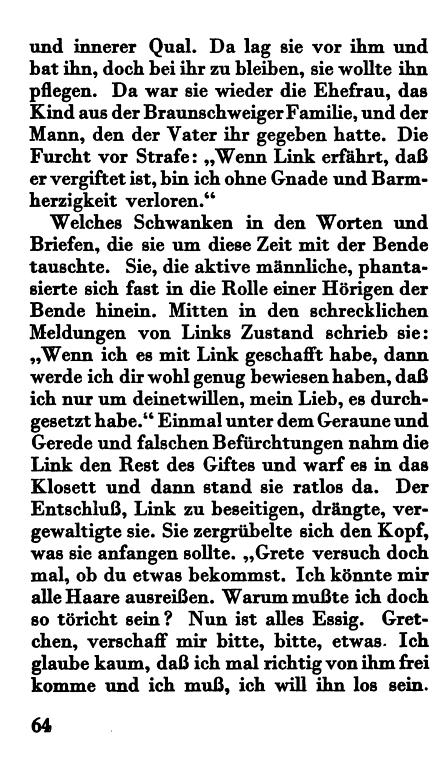 und innerer Qual. Da lag sie vor ihm und
bat ihn, doch bei ihr zu bleiben, sie wollte ihn
pflegen. Da war sie wieder die Ehefrau, das
Kind aus der Braunschweiger Familie, und der
Mann, den der Vater ihr gegeben hatte. Die
Furcht vor Strafe: „Wenn Link erfährt, daß
er vergiftet ist, bin ich ohne Gnade und Barm-
herzigkeit verloren.“
Welches Schwanken in den Worten und
Briefen, die sie um diese Zeit mit der Bende
tauschte. Sie, die aktive männliche, phanta-
sierte sich fast in die Rolle einer Hörigen der
Bende hinein. Mitten in den schrecklichen
Meldungen von Links Zustand schrieb sie:
„Wenn ich es mit Link geschafft habe, dann
werde ich dir wohl genug bewiesen haben, daß
ich nur um deinetwillen, mein Lieb, es durch-
gesetzt habe.“ Einmal unter dem Geraune und
Gerede und falschen Befürchtungen nahm die
Link den Rest des Giftes und warf es in das
Klosett und dann stand sie ratlos da. Der
Entschluß, Link zu beseitigen, drängte, ver-
gewaltigte sie. Sie zergrübelte sich den Kopf,
was sie anfangen sollte. „Grete versuch doch
mal, ob du etwas bekommst. Ich könnte mir
alle Haare ausreißen. Warum mußte ich doch
so töricht sein? Nun ist alles Essig. Gret-
chen, verschaff mir bitte, bitte, etwas. Ich
glaube kaum, daß ich mal richtig von ihm frei
komme und ich muß, ich will ihn los sein.
64